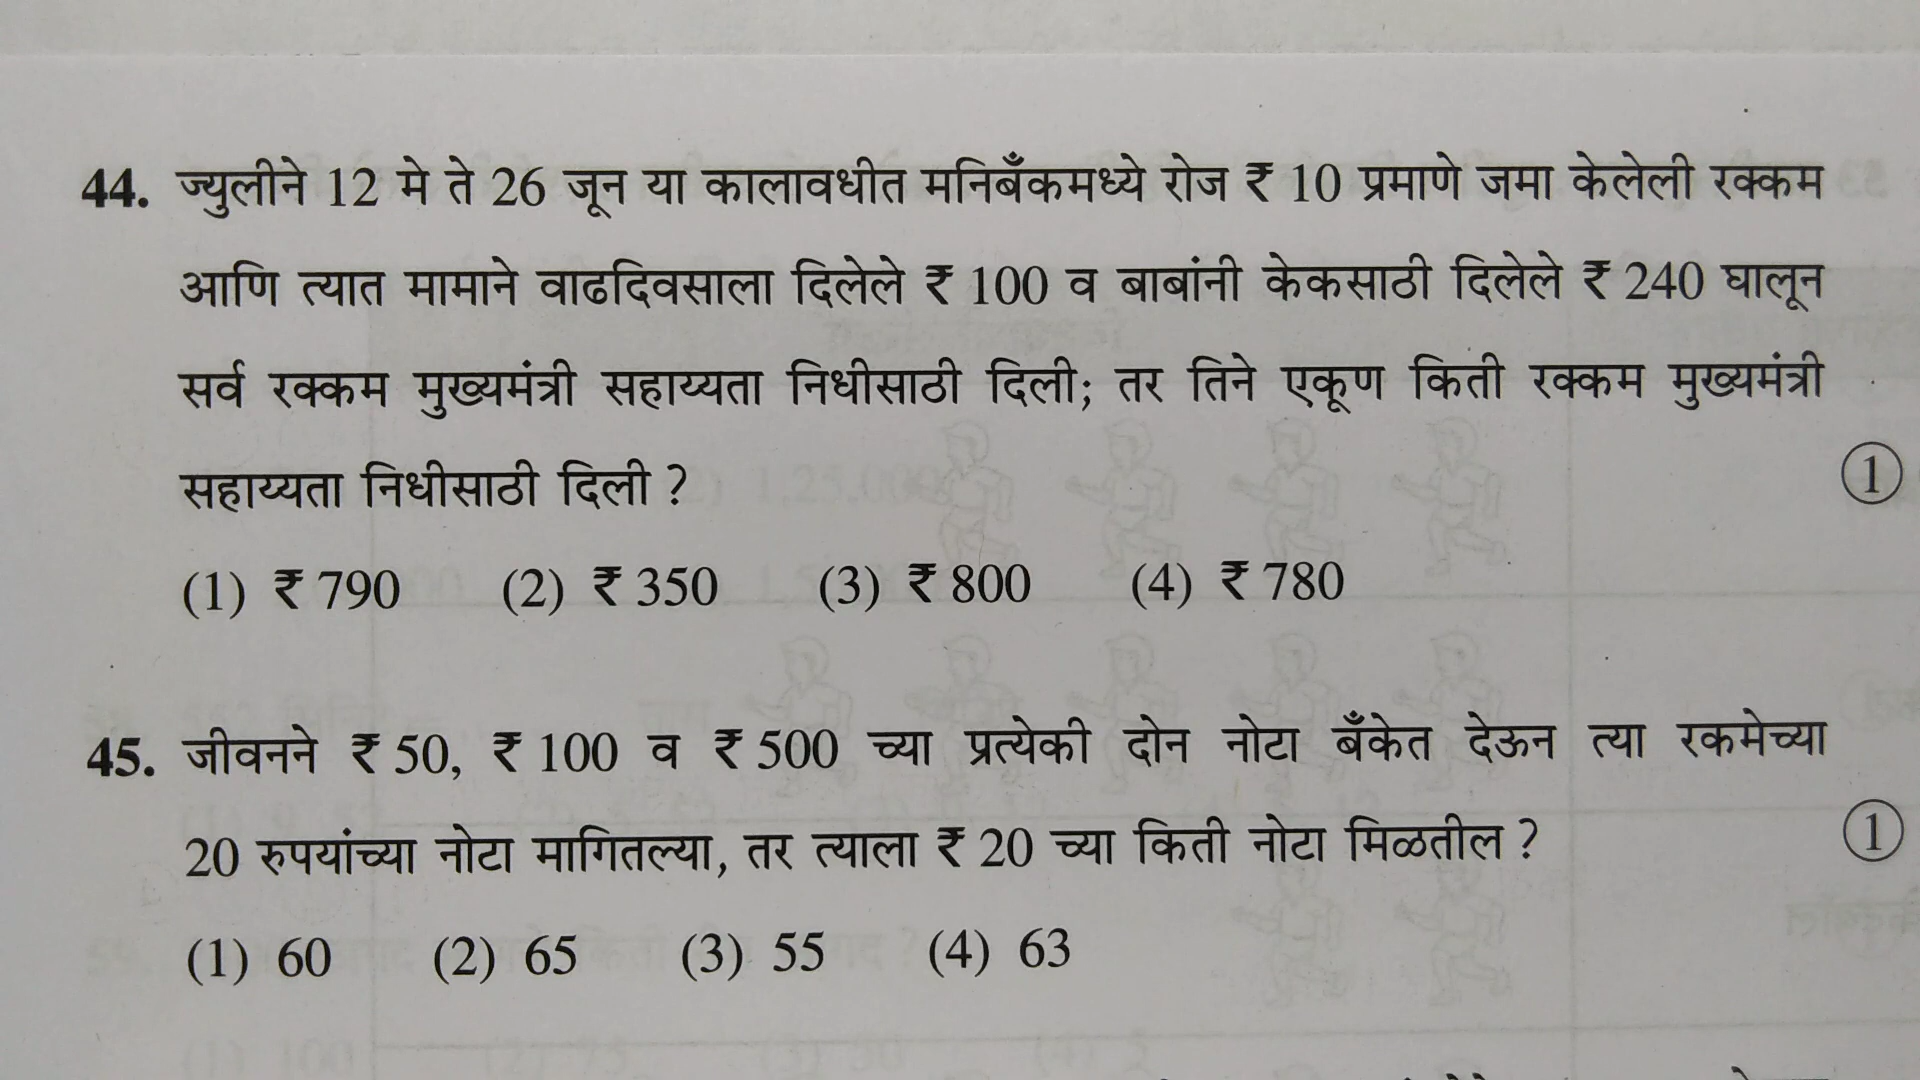 44. ज्युलीने 12 मे ते 26 जून या कालावधीत मनिबँकमध्ये रोज ₹ 10 प्रमाणे जमा केलेली रक्कम
आणि त्यात मामाने वाढदिवसाला दिलेले ₹ 100 व बाबांनी केकसाठी दिलेले ₹ 240 घालून
सर्व रक्कम मुख्यमंत्री सहाय्यता निधीसाठी दिली; तर तिने एकूण किती रक्कम मुख्यमंत्री
सहाय्यता निधीसाठी दिली ? ①
(1) ₹ 790 (2) ₹ 350 (3) ₹ 800 (4) ₹ 780
45. जीवनने ₹ 50, ₹ 100 व ₹ 500 च्या प्रत्येकी दोन नोटा बँकेत देऊन त्या रकमेच्या
20 रुपयांच्या नोटा मागितल्या, तर त्याला ₹ 20 च्या किती नोटा मिळतील ? ①
(1) 60 (2) 65 (3) 55 (4) 63